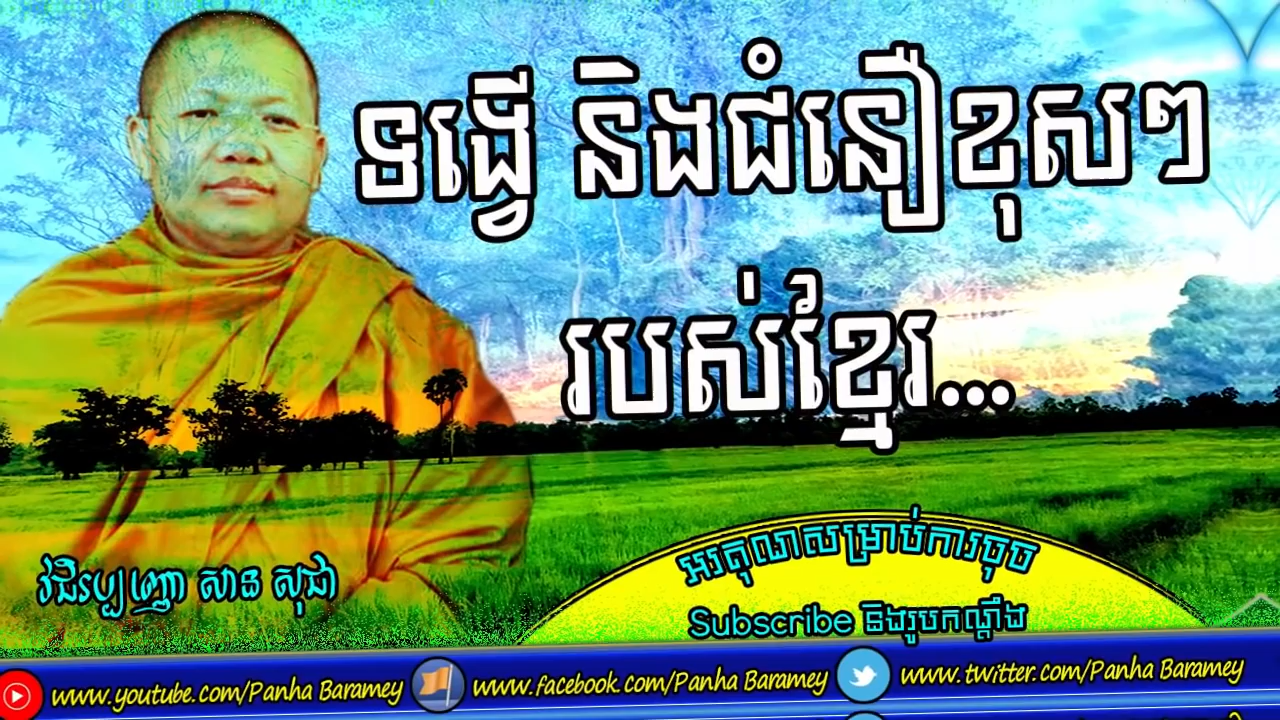 ទង្វើ និងជំនឿខុសៗ
របស់ខ្មែរ...
វជិរប្បញ្ញោ សាន សុជា
អរគុណសម្រាប់ការចុច
Subscribe និងរូបកណ្តឹង
www.youtube.com/Panha Baramey
www.facebook.com/Panha Baramey
www.twitter.com/Panha Baramey